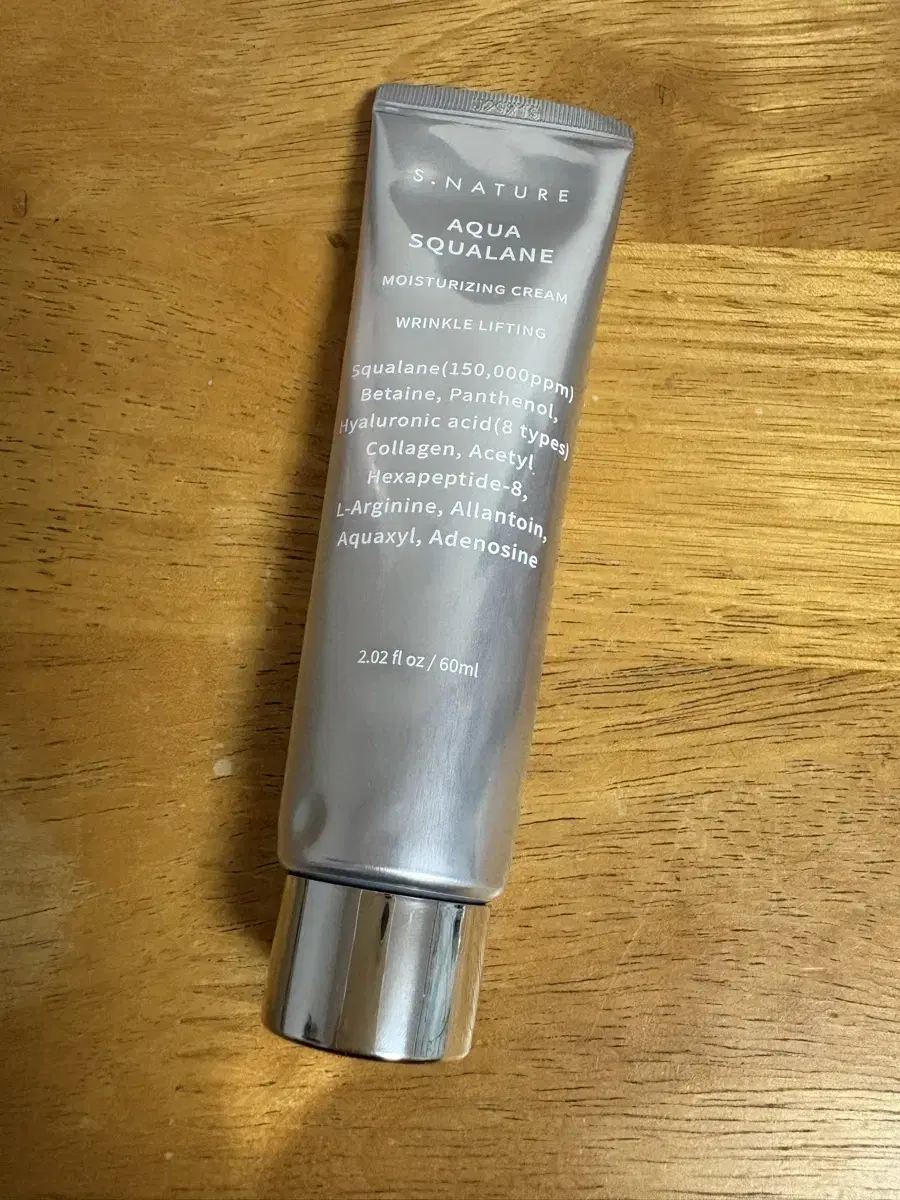 S.NATURE
AQUA
SQUALANE
MOISTURIZING CREAM
WRINKLE LIFTING
Squalane(150,000ppm)
Betaine, Panthenol,
Hyaluronic acid(8 types)
Collagen, Acetyl
Hexapeptide-8,
L-Arginine, Allantoin,
Aquaxyl, Adenosine
2.02 fl oz / 60ml